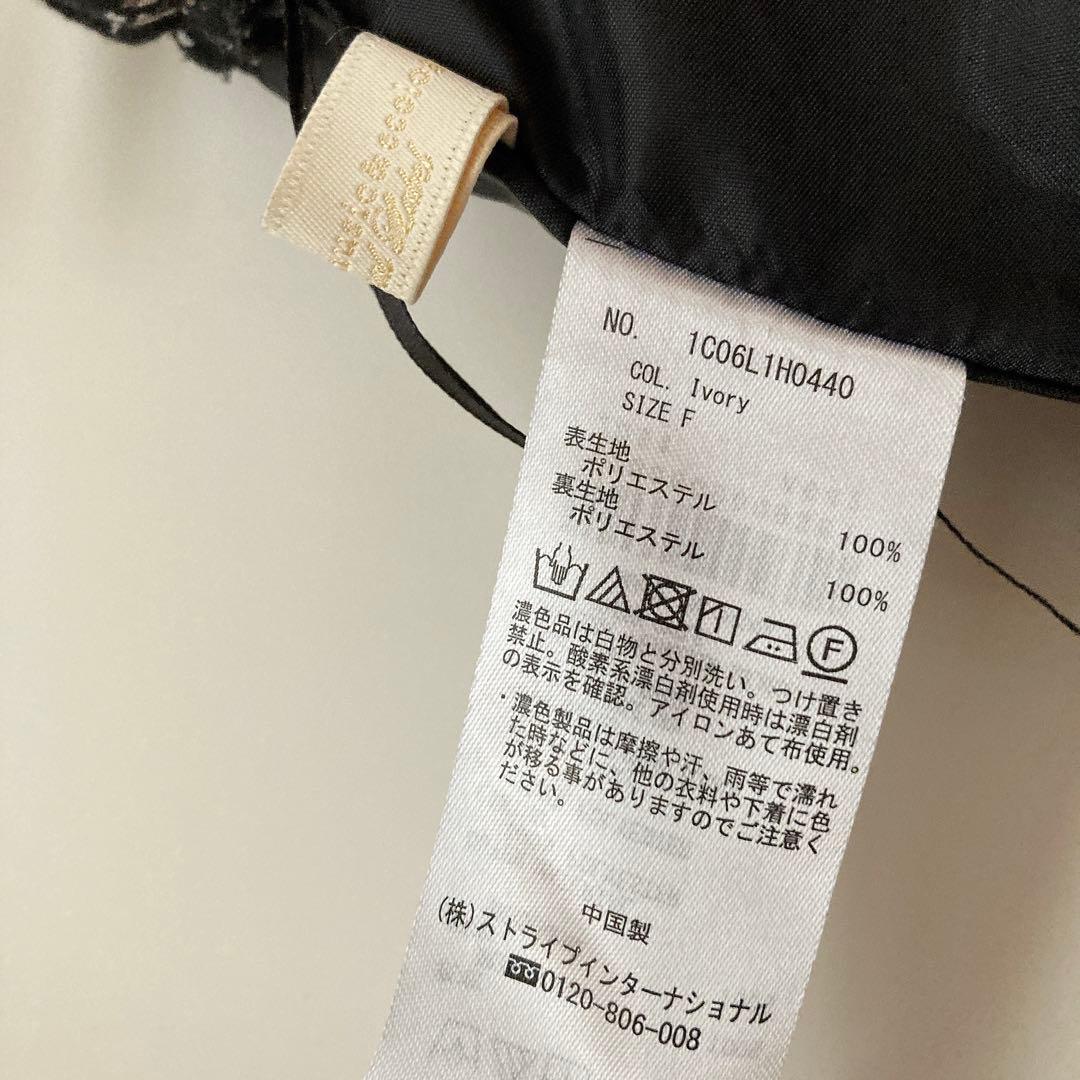 NO. 1C06L1H0440
COL. Ivory
SIZE F
表生地
ポリエステル 100%
裏生地
ポリエステル 100%
F
濃色品は白物と分別洗い。つけ置き
禁止。酸素系漂白剤使用時は漂白剤
の表示を確認。アイロンあて布使用。
・濃色製品は摩擦や汗、雨等で濡れ
た時などに、他の衣料や下着に色
が移る事がありますのでご注意く
ださい。
中国製
(株)ストライプインターナショナル
0120-806-008